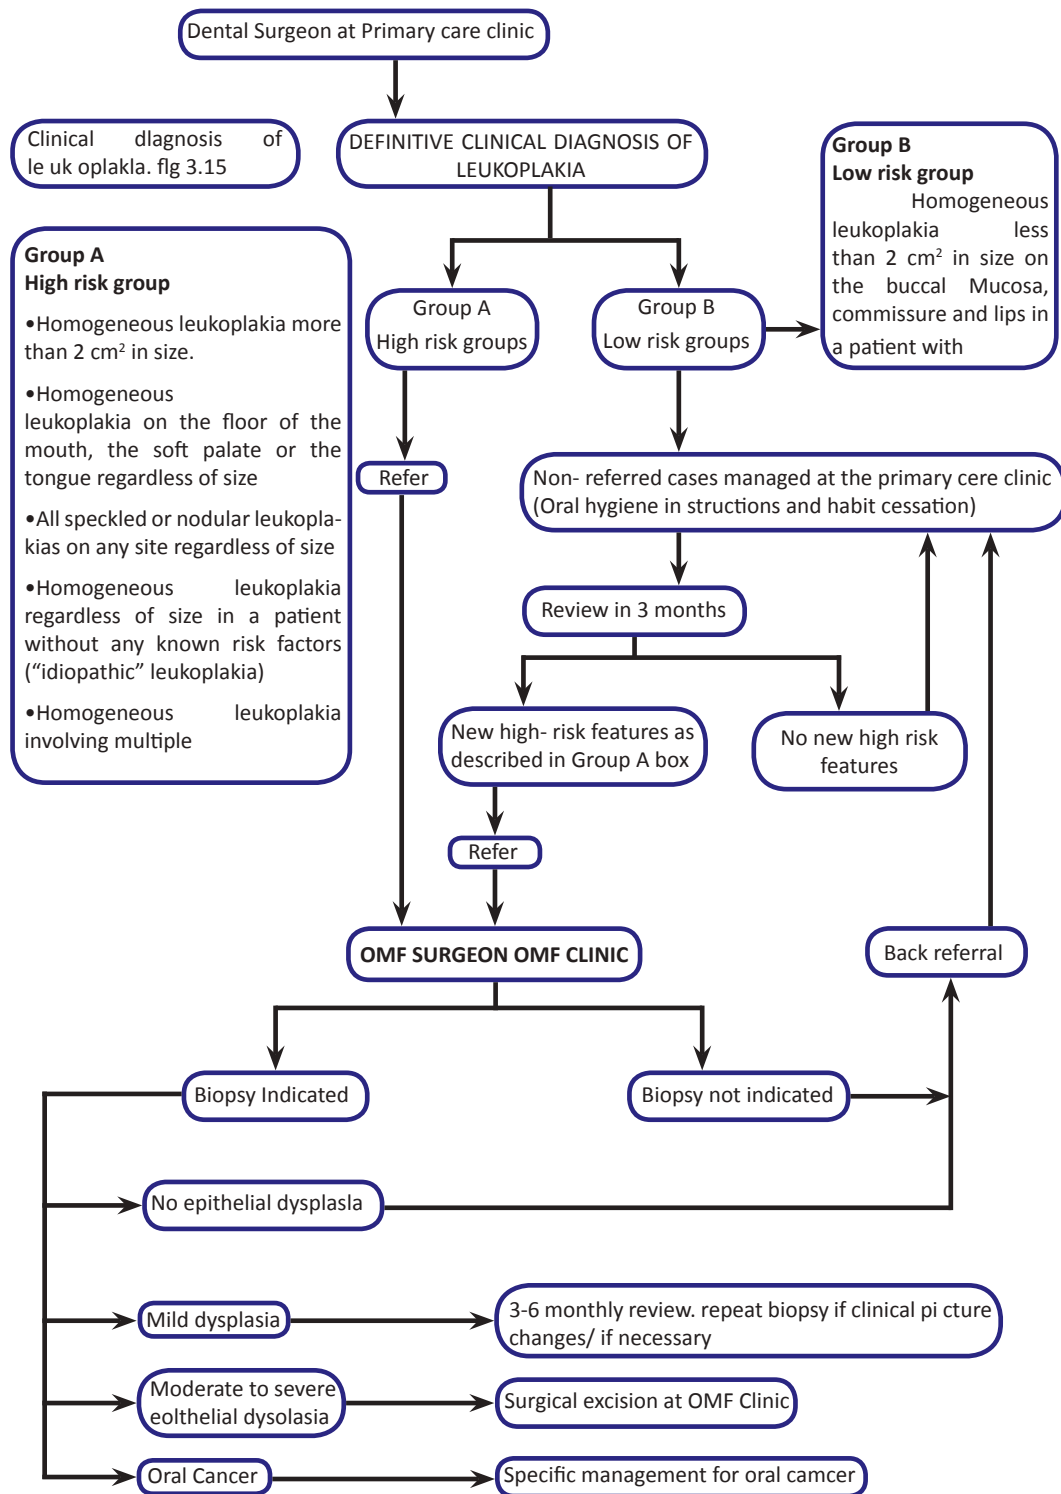 Dental Surgeon at Primary care clinic
Clinical dlagnosis of
le uk oplakla. flg 3.15
DEFINITIVE CLINICAL DIAGNOSIS OF
LEUKOPLAKIA
Group B
Low risk group
Homogeneous
leukoplakia less
than 2 cm² in size on
the buccal Mucosa,
commissure and lips in
a patient with
Group A
High risk group
•Homogeneous leukoplakia more
than 2 cm² in size.
•Homogeneous
leukoplakia on the floor of the
mouth, the soft palate or the
tongue regardless of size
•All speckled or nodular leukopla-
kias on any site regardless of size
•Homogeneous leukoplakia
regardless of size in a patient
without any known risk factors
(“idiopathic” leukoplakia)
•Homogeneous leukoplakia
involving multiple
Group A
High risk groups
Group B
Low risk groups
Refer
Non- referred cases managed at the primary cere clinic
(Oral hygiene in structions and habit cessation)
Review in 3 months
New high- risk features as
described in Group A box
No new high risk
features
Refer
OMF SURGEON OMF CLINIC
Back referral
Biopsy Indicated
Biopsy not indicated
No epithelial dysplasla
Mild dysplasia
3-6 monthly review. repeat biopsy if clinical pi cture
changes/ if necessary
Moderate to severe
eolthelial dysolasia
Surgical excision at OMF Clinic
Oral Cancer
Specific management for oral camcer